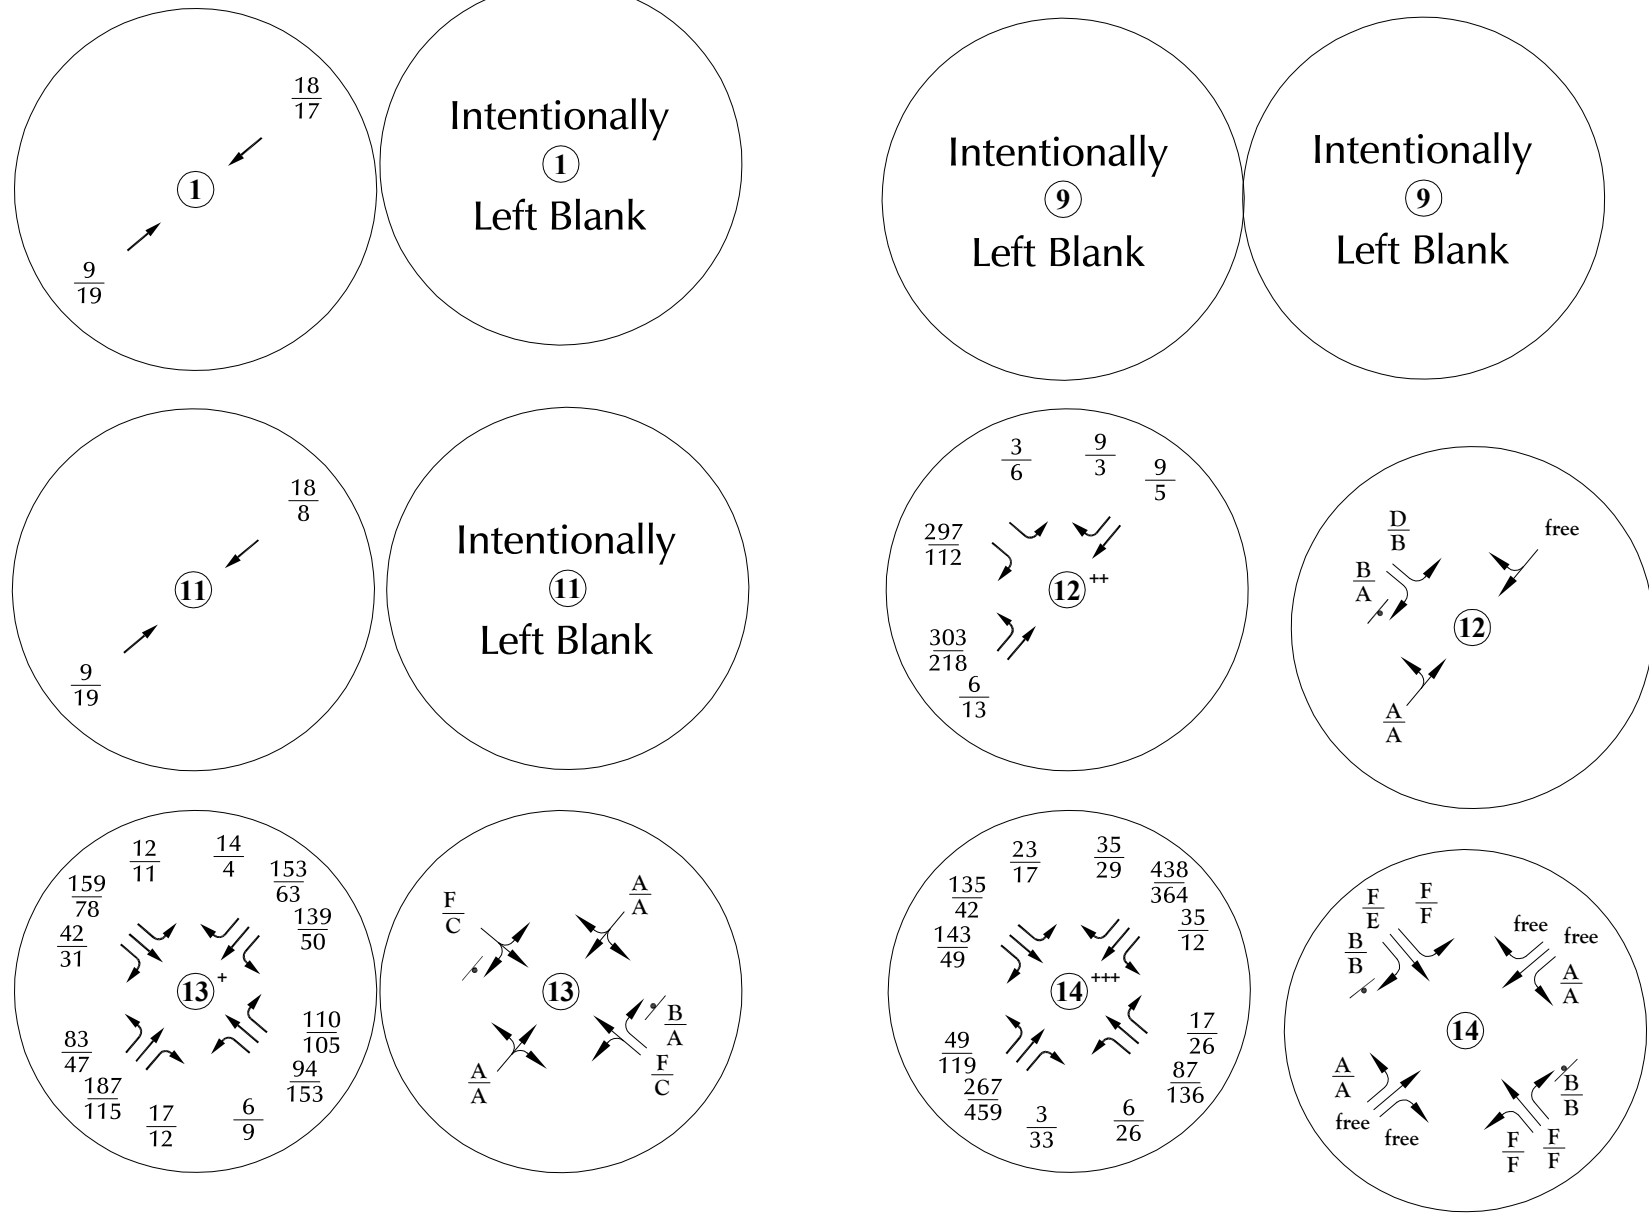 18
17
1
9
19
Intentionally
1
Left Blank
Intentionally
9
Left Blank
Intentionally
9
Left Blank
18
8
11
9
19
Intentionally
11
Left Blank
3
6
9
3
9
5
297
112
12 ++
303
218
6
13
D
B
free
B
A
12
A
A
12
11
14
4
153
63
159
78
139
50
42
31
13 +
110
105
83
47
94
153
187
115
17
12
6
9
F
C
A
A
13
B
A
A
A
F
C
23
17
35
29
438
364
135
42
35
12
143
49
14 +++
17
26
49
119
87
136
267
459
3
33
6
26
F
E
F
F
free
free
B
B
A
A
14
A
A
B
B
free
free
F
F
F
F